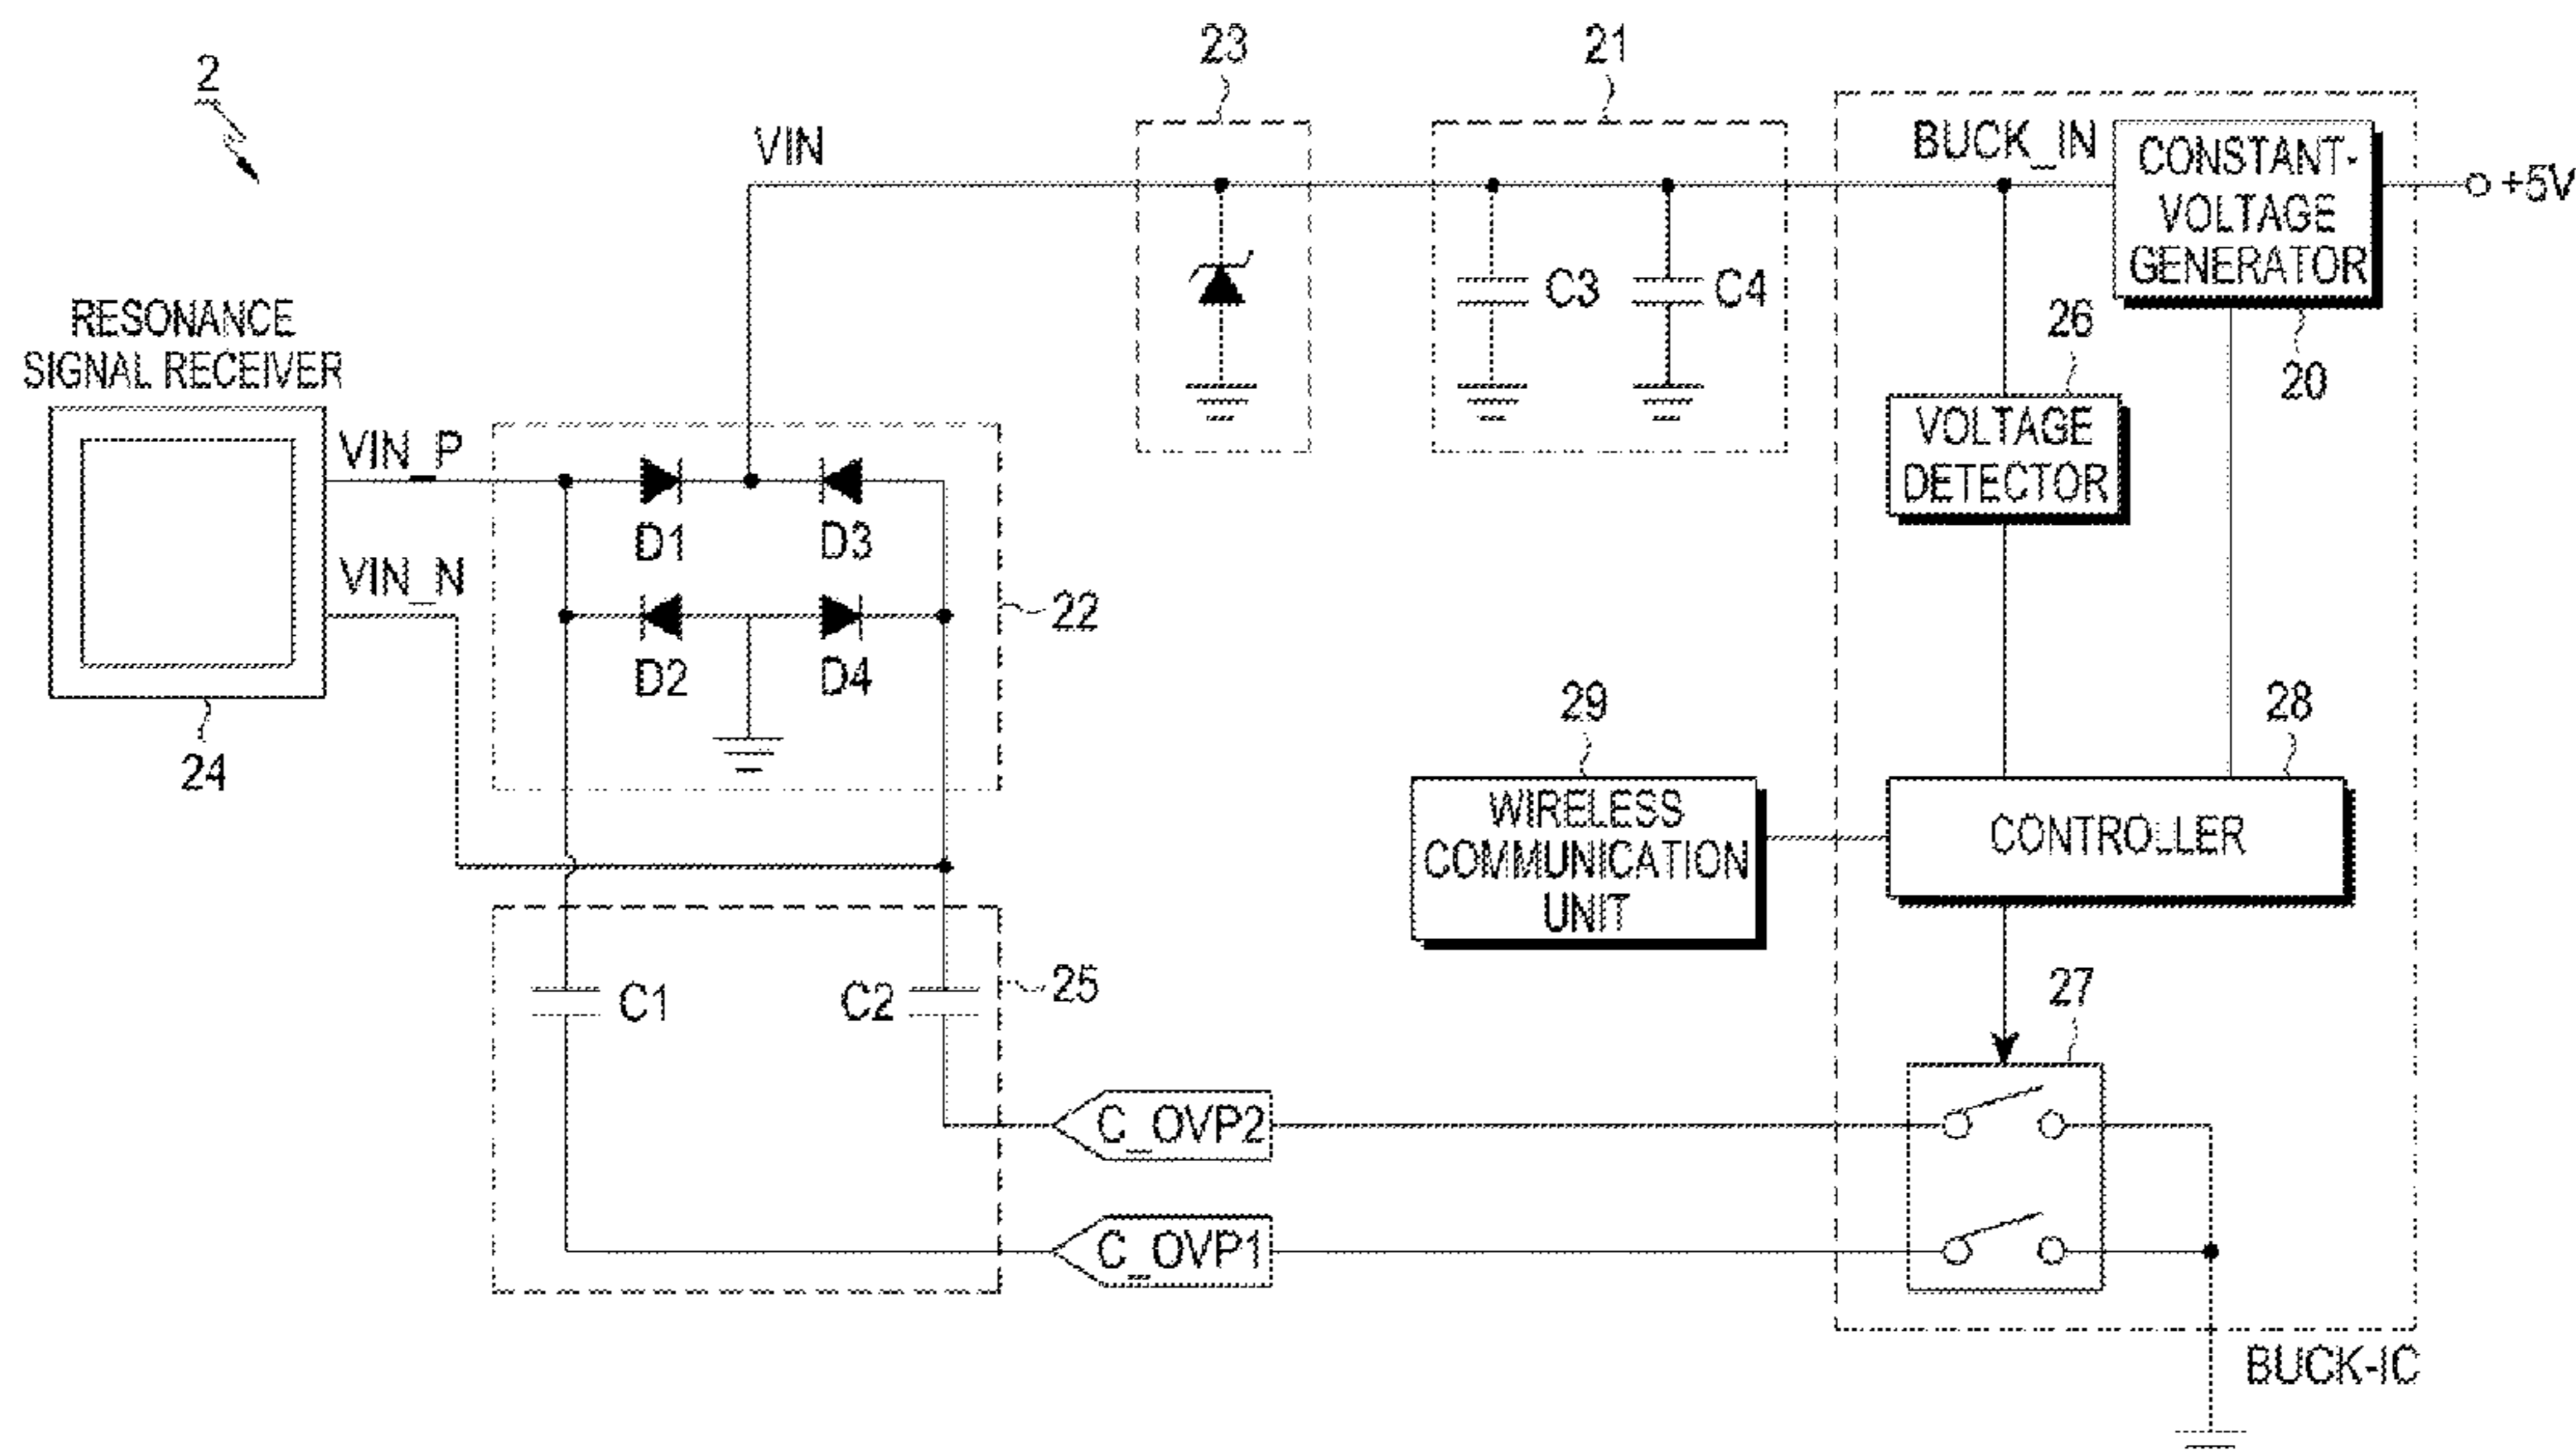 2
23
21
VIN
BUCK_IN
CONSTANT-
VOLTAGE
GENERATOR
+5V
C3
C4
26
20
RESONANCE
SIGNAL RECEIVER
VIN_P
VOLTAGE
DETECTOR
D1
D3
VIN_N
22
D2
D4
24
29
28
WIRELESS
COMMUNICATION
UNIT
CONTROLLER
C1
C2
25
27
C_OVP2
C_OVP1
BUCK-IC